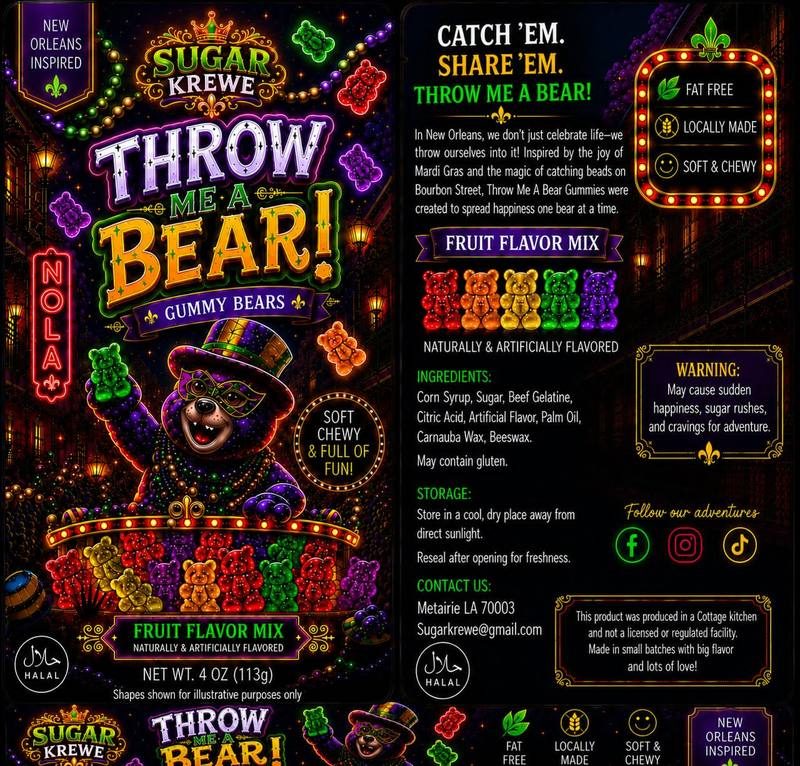 NEW
ORLEANS
INSPIRED
SUGAR
KREWE
THROW
ME A
BEAR!
GUMMY BEARS
NOLA
SOFT
CHEWY
& FULL OF
FUN!
FRUIT FLAVOR MIX
NATURALLY & ARTIFICIALLY FLAVORED
حلال
HALAL
NET WT. 4 OZ (113g)
Shapes shown for illustrative purposes only
CATCH ’EM.
SHARE ’EM.
THROW ME A BEAR!
In New Orleans, we don’t just celebrate life—we
throw ourselves into it! Inspired by the joy of
Mardi Gras and the magic of catching beads on
Bourbon Street, Throw Me A Bear Gummies were
created to spread happiness one bear at a time.
FAT FREE
LOCALLY MADE
SOFT & CHEWY
FRUIT FLAVOR MIX
NATURALLY & ARTIFICIALLY FLAVORED
INGREDIENTS:
Corn Syrup, Sugar, Beef Gelatine,
Citric Acid, Artificial Flavor, Palm Oil,
Carnauba Wax, Beeswax.
May contain gluten.
WARNING:
May cause sudden
happiness, sugar rushes,
and cravings for adventure.
STORAGE:
Store in a cool, dry place away from
direct sunlight.
Reseal after opening for freshness.
Follow our adventures
CONTACT US:
Metairie LA 70003
Sugarkrewe@gmail.com
حلال
HALAL
This product was produced in a Cottage kitchen
and not a licensed or regulated facility.
Made in small batches with big flavor
and lots of love!
SUGAR
KREWE
THROW
ME A
BEAR!
FAT
FREE
LOCALLY
MADE
SOFT &
CHEWY
NEW
ORLEANS
INSPIRED